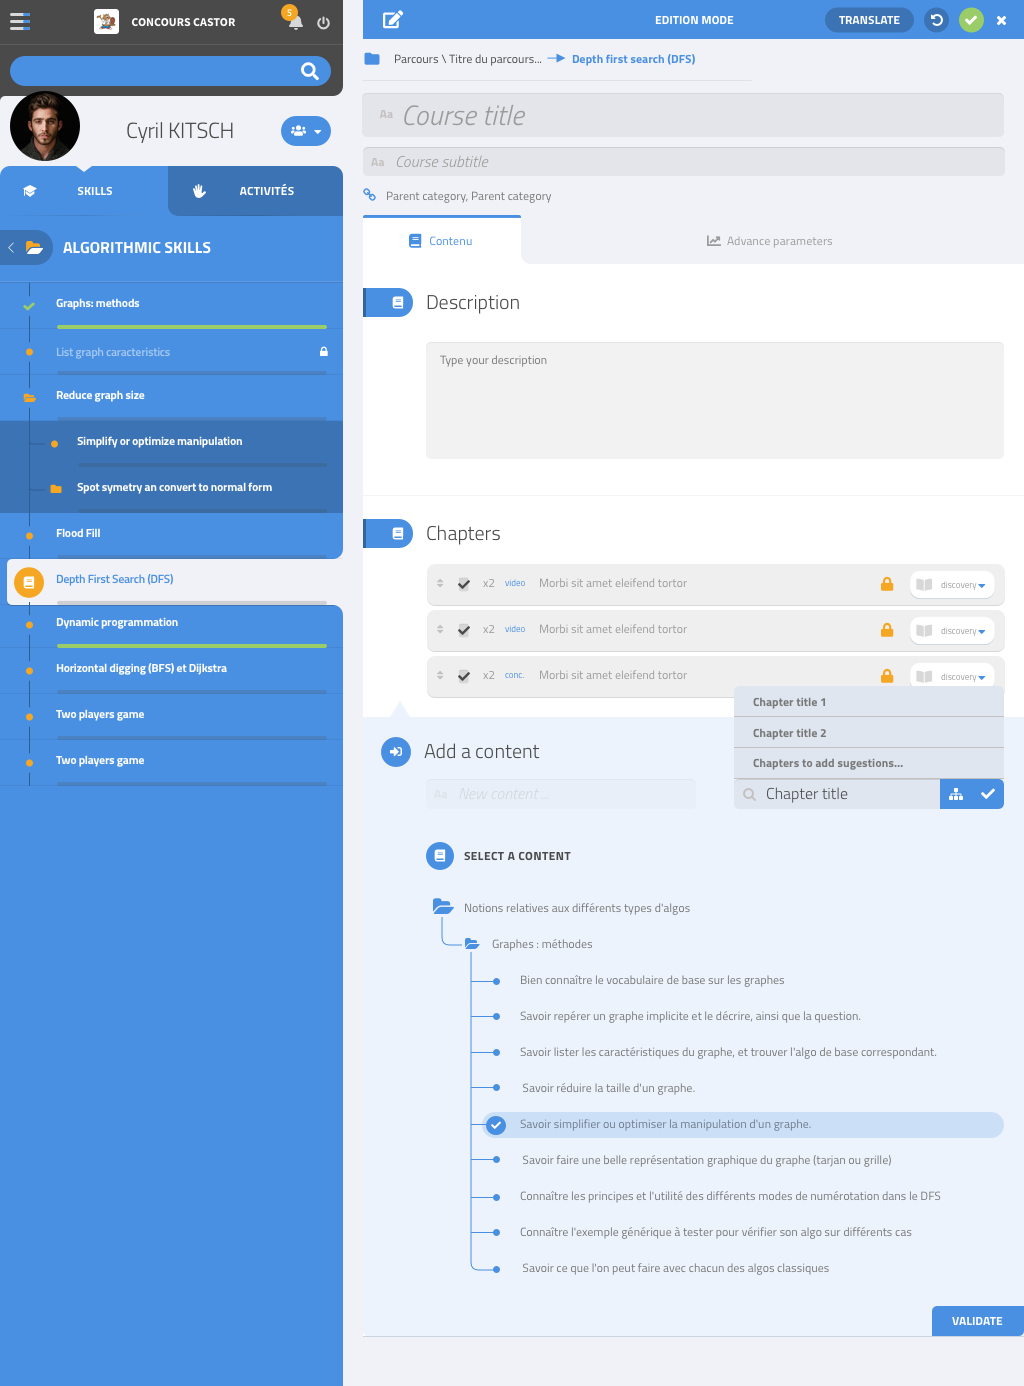 CONCOURS CASTOR
5
Cyril KITSCH
SKILLS
ACTIVITÉS
ALGORITHMIC SKILLS
Graphs: methods
List graph caracteristics
Reduce graph size
Simplify or optimize manipulation
Spot symetry an convert to normal form
Flood Fill
Depth First Search (DFS)
Dynamic programmation
Horizontal digging (BFS) et Dijkstra
Two players game
Two players game
EDITION MODE
TRANSLATE
Parcours \ Titre du parcours... Depth first search (DFS)
Aa Course title
Aa Course subtitle
Parent category, Parent category
Contenu
Advance parameters
Description
Type your description
Chapters
x2 video Morbi sit amet eleifend tortor discovery
x2 video Morbi sit amet eleifend tortor discovery
x2 conc. Morbi sit amet eleifend tortor discovery
Chapter title 1
Chapter title 2
Chapters to add sugestions...
Add a content
Aa New content ...
Chapter title
SELECT A CONTENT
Notions relatives aux différents types d'algos
Graphes : méthodes
Bien connaître le vocabulaire de base sur les graphes
Savoir repérer un graphe implicite et le décrire, ainsi que la question.
Savoir lister les caractéristiques du graphe, et trouver l'algo de base correspondant.
Savoir réduire la taille d'un graphe.
Savoir simplifier ou optimiser la manipulation d'un graphe.
Savoir faire une belle représentation graphique du graphe (tarjan ou grille)
Connaître les principes et l'utilité des différents modes de numérotation dans le DFS
Connaître l'exemple générique à tester pour vérifier son algo sur différents cas
Savoir ce que l'on peut faire avec chacun des algos classiques
VALIDATE